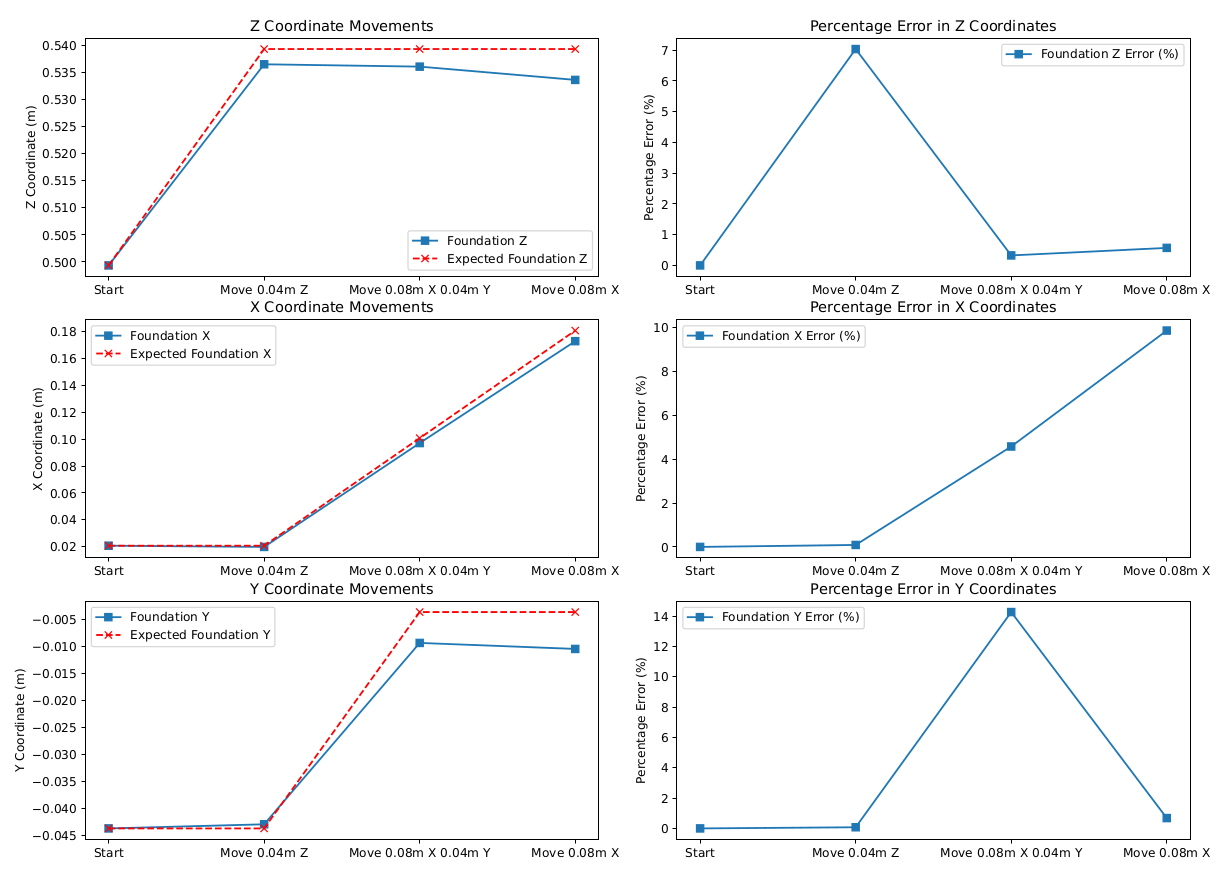 Z Coordinate Movements
Z Coordinate (m)
0.540
0.535
0.530
0.525
0.520
0.515
0.510
0.505
0.500
Foundation Z
Expected Foundation Z
Start
Move 0.04m Z
Move 0.08m X 0.04m Y
Move 0.08m X
Percentage Error in Z Coordinates
Percentage Error (%)
7
6
5
4
3
2
1
0
Foundation Z Error (%)
Start
Move 0.04m Z
Move 0.08m X 0.04m Y
Move 0.08m X
X Coordinate Movements
X Coordinate (m)
0.18
0.16
0.14
0.12
0.10
0.08
0.06
0.04
0.02
Foundation X
Expected Foundation X
Start
Move 0.04m Z
Move 0.08m X 0.04m Y
Move 0.08m X
Percentage Error in X Coordinates
Percentage Error (%)
10
8
6
4
2
0
Foundation X Error (%)
Start
Move 0.04m Z
Move 0.08m X 0.04m Y
Move 0.08m X
Y Coordinate Movements
Y Coordinate (m)
−0.005
−0.010
−0.015
−0.020
−0.025
−0.030
−0.035
−0.040
−0.045
Foundation Y
Expected Foundation Y
Start
Move 0.04m Z
Move 0.08m X 0.04m Y
Move 0.08m X
Percentage Error in Y Coordinates
Percentage Error (%)
14
12
10
8
6
4
2
0
Foundation Y Error (%)
Start
Move 0.04m Z
Move 0.08m X 0.04m Y
Move 0.08m X